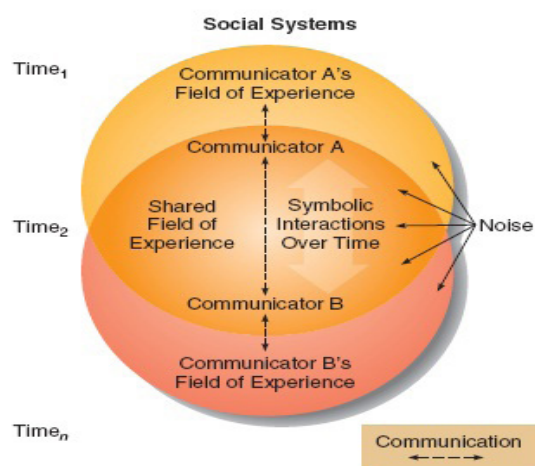 Social Systems
Time1
Communicator A's
Field of Experience
Communicator A
Shared
Field of
Experience
Symbolic
Interactions
Over Time
Time2
Noise
Communicator B
Communicator B's
Field of Experience
Timen
Communication